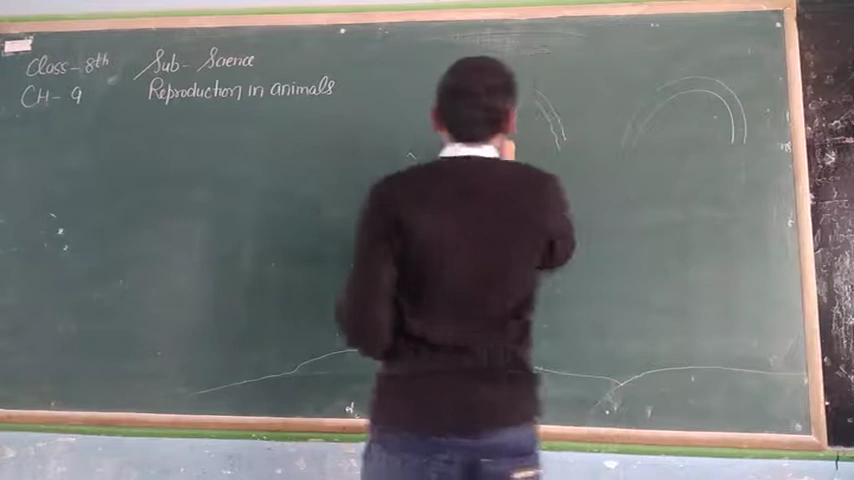 Class - 8th Sub - Science
CH - 9 Reproduction in animals